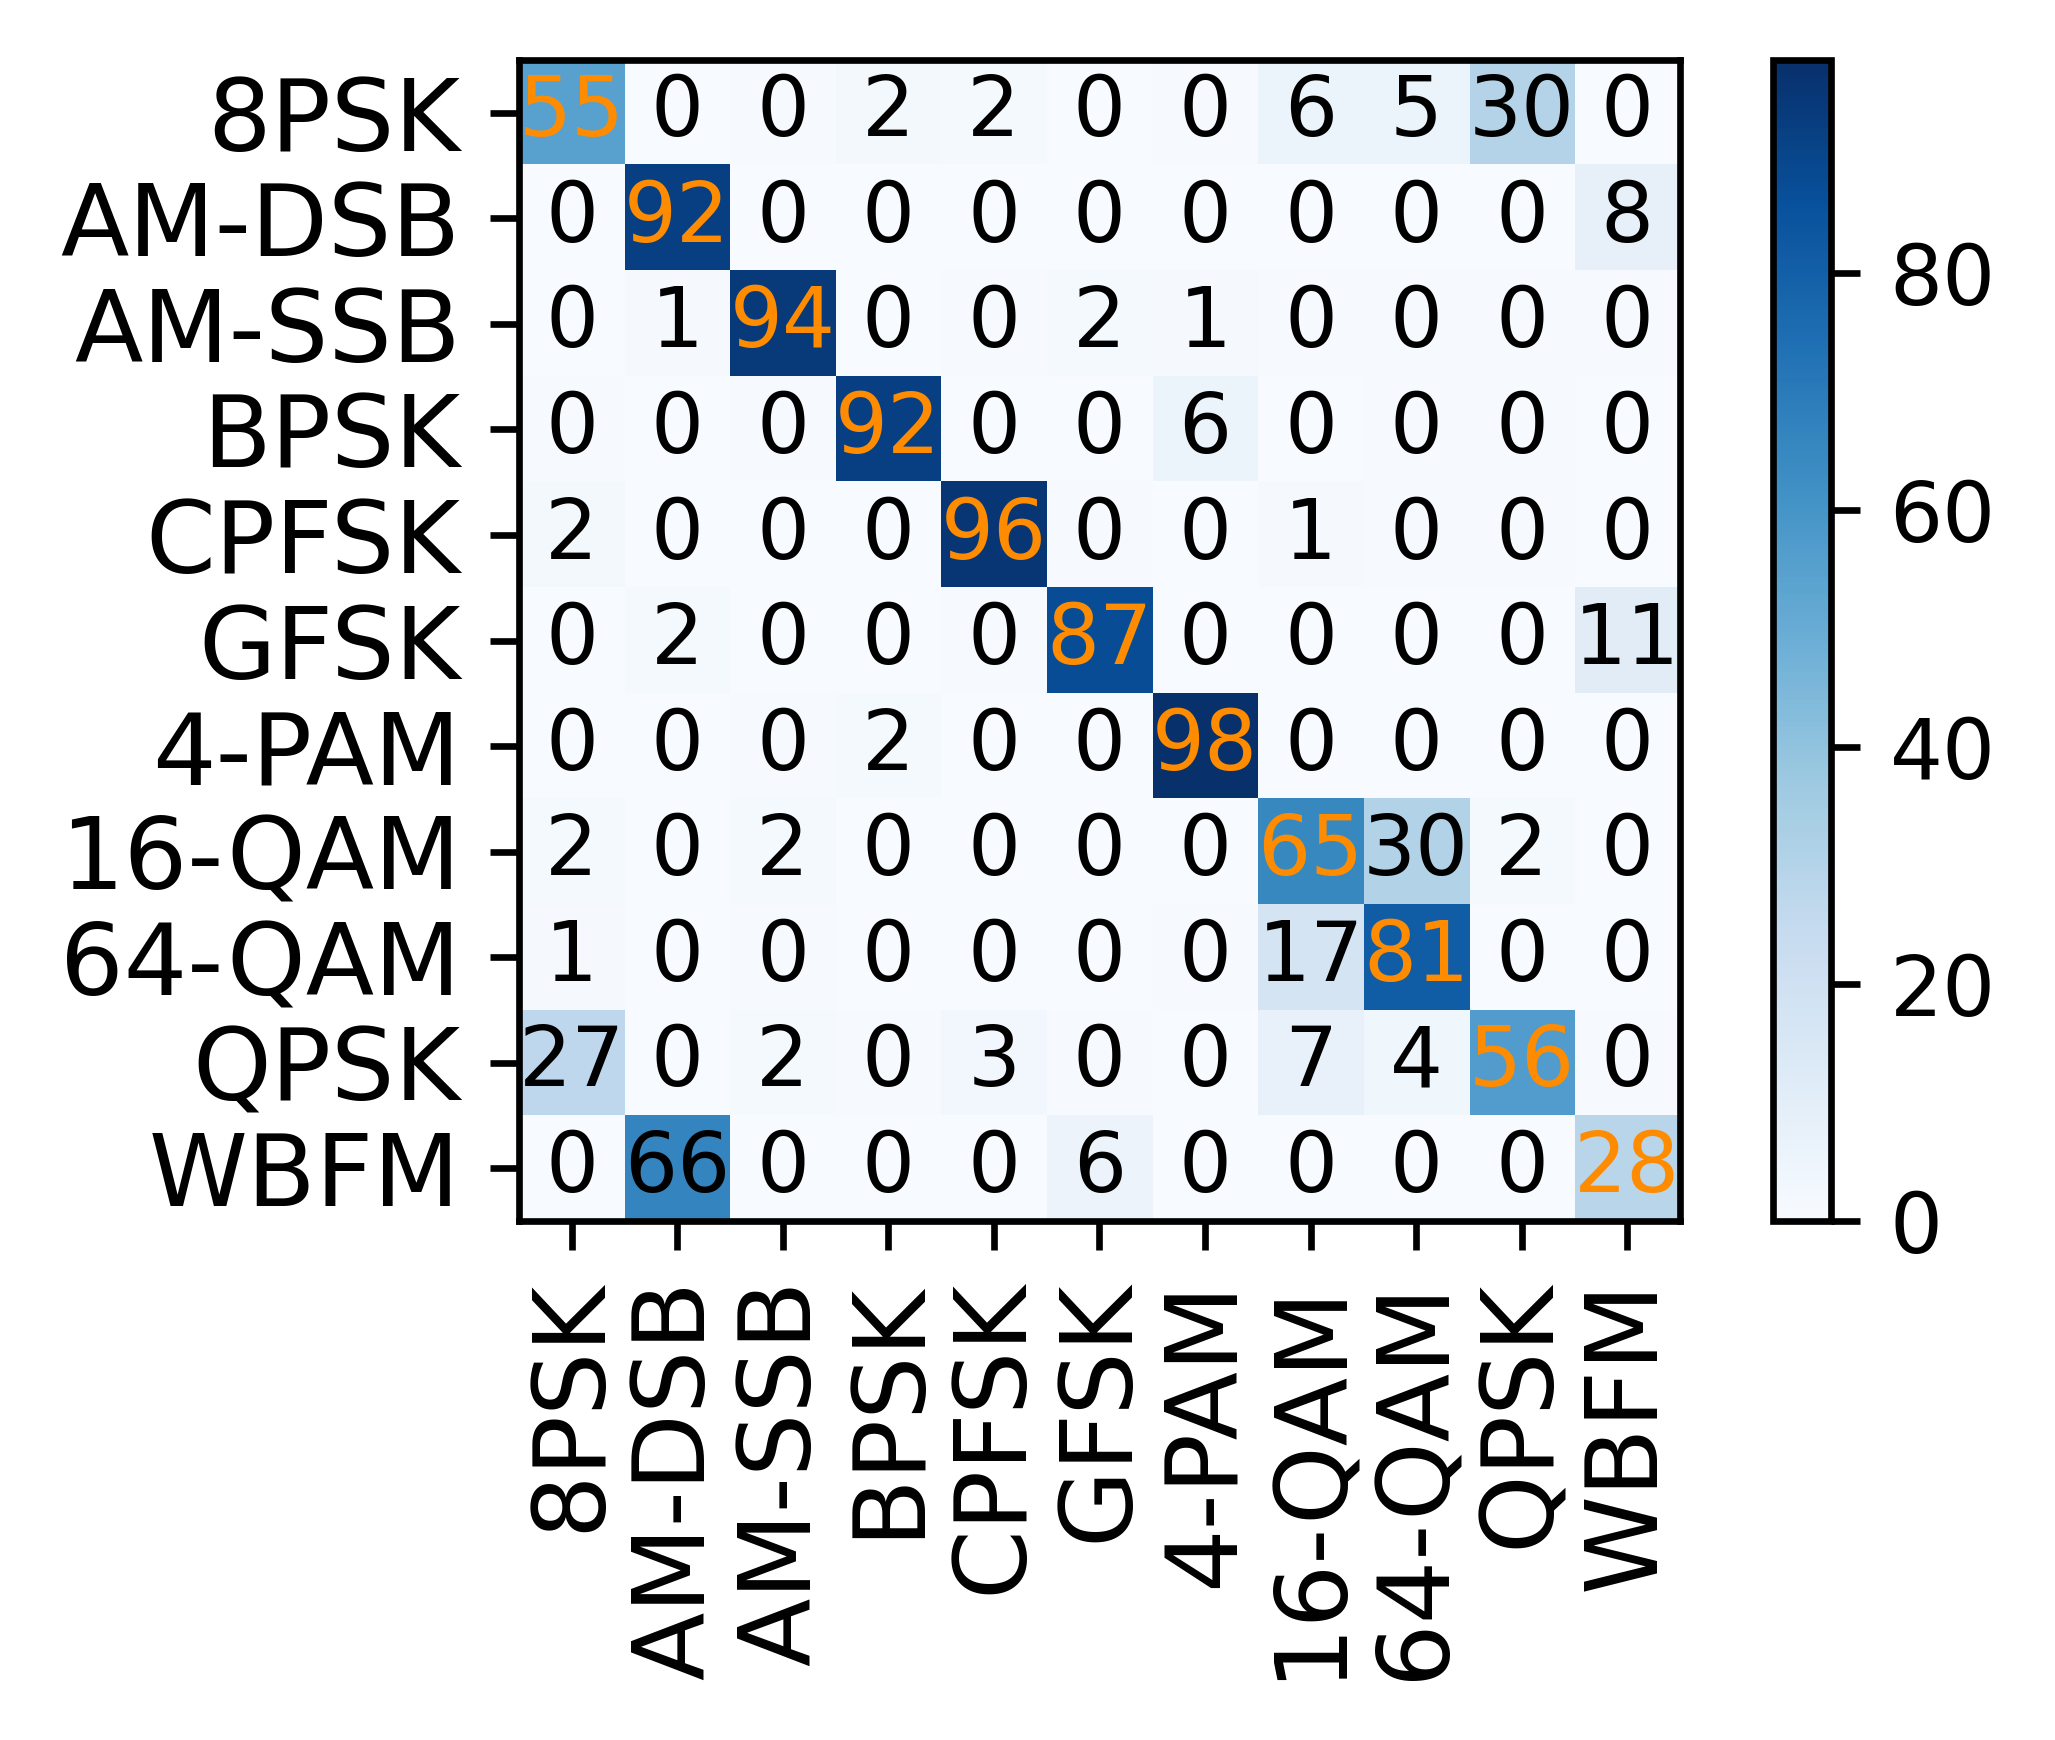 8PSK 55 0 0 2 2 0 0 6 5 30 0
AM-DSB 0 92 0 0 0 0 0 0 0 0 8
AM-SSB 0 1 94 0 0 2 1 0 0 0 0
BPSK 0 0 0 92 0 0 6 0 0 0 0
CPFSK 2 0 0 0 96 0 0 1 0 0 0
GFSK 0 2 0 0 0 87 0 0 0 0 11
4-PAM 0 0 0 2 0 0 98 0 0 0 0
16-QAM 2 0 2 0 0 0 0 65 30 2 0
64-QAM 1 0 0 0 0 0 0 17 81 0 0
QPSK 27 0 2 0 3 0 0 7 4 56 0
WBFM 0 66 0 0 0 6 0 0 0 0 28
8PSK
AM-DSB
AM-SSB
BPSK
CPFSK
GFSK
4-PAM
16-QAM
64-QAM
QPSK
WBFM
80
60
40
20
0